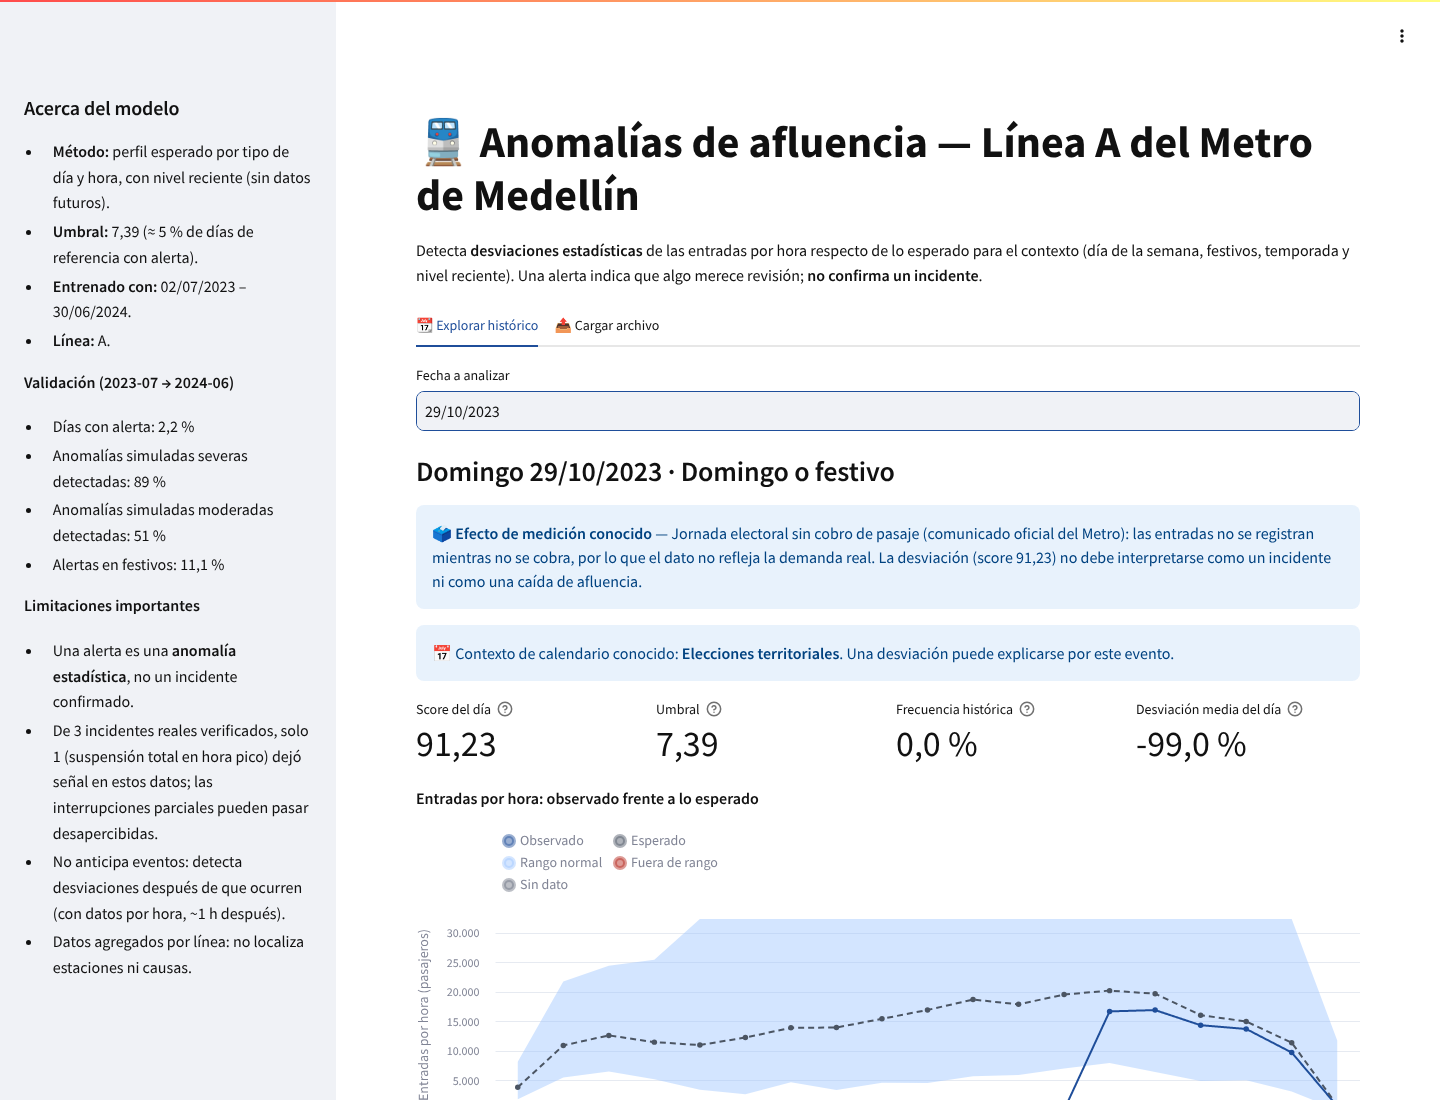 Acerca del modelo
Método: perfil esperado por tipo de
día y hora, con nivel reciente (sin datos
futuros).
Umbral: 7,39 (≈ 5 % de días de
referencia con alerta).
Entrenado con: 02/07/2023 –
30/06/2024.
Línea: A.
Validación (2023-07 → 2024-06)
Días con alerta: 2,2 %
Anomalías simuladas severas
detectadas: 89 %
Anomalías simuladas moderadas
detectadas: 51 %
Alertas en festivos: 11,1 %
Limitaciones importantes
Una alerta es una anomalía
estadística, no un incidente
confirmado.
De 3 incidentes reales verificados, solo
1 (suspensión total en hora pico) dejó
señal en estos datos; las
interrupciones parciales pueden pasar
desapercibidas.
No anticipa eventos: detecta
desviaciones después de que ocurren
(con datos por hora, ~1 h después).
Datos agregados por línea: no localiza
estaciones ni causas.
Anomalías de afluencia — Línea A del Metro
de Medellín
Detecta desviaciones estadísticas de las entradas por hora respecto de lo esperado para el contexto (día de la semana, festivos, temporada y
nivel reciente). Una alerta indica que algo merece revisión; no confirma un incidente.
Explorar histórico Cargar archivo
Fecha a analizar
29/10/2023
Domingo 29/10/2023 · Domingo o festivo
Efecto de medición conocido — Jornada electoral sin cobro de pasaje (comunicado oficial del Metro): las entradas no se registran
mientras no se cobra, por lo que el dato no refleja la demanda real. La desviación (score 91,23) no debe interpretarse como un incidente
ni como una caída de afluencia.
Contexto de calendario conocido: Elecciones territoriales. Una desviación puede explicarse por este evento.
Score del día Umbral Frecuencia histórica Desviación media del día
91,23 7,39 0,0 % -99,0 %
Entradas por hora: observado frente a lo esperado
Observado Esperado
Rango normal Fuera de rango
Sin dato
Entradas por hora (pasajeros)
30.000
25.000
20.000
15.000
10.000
5.000